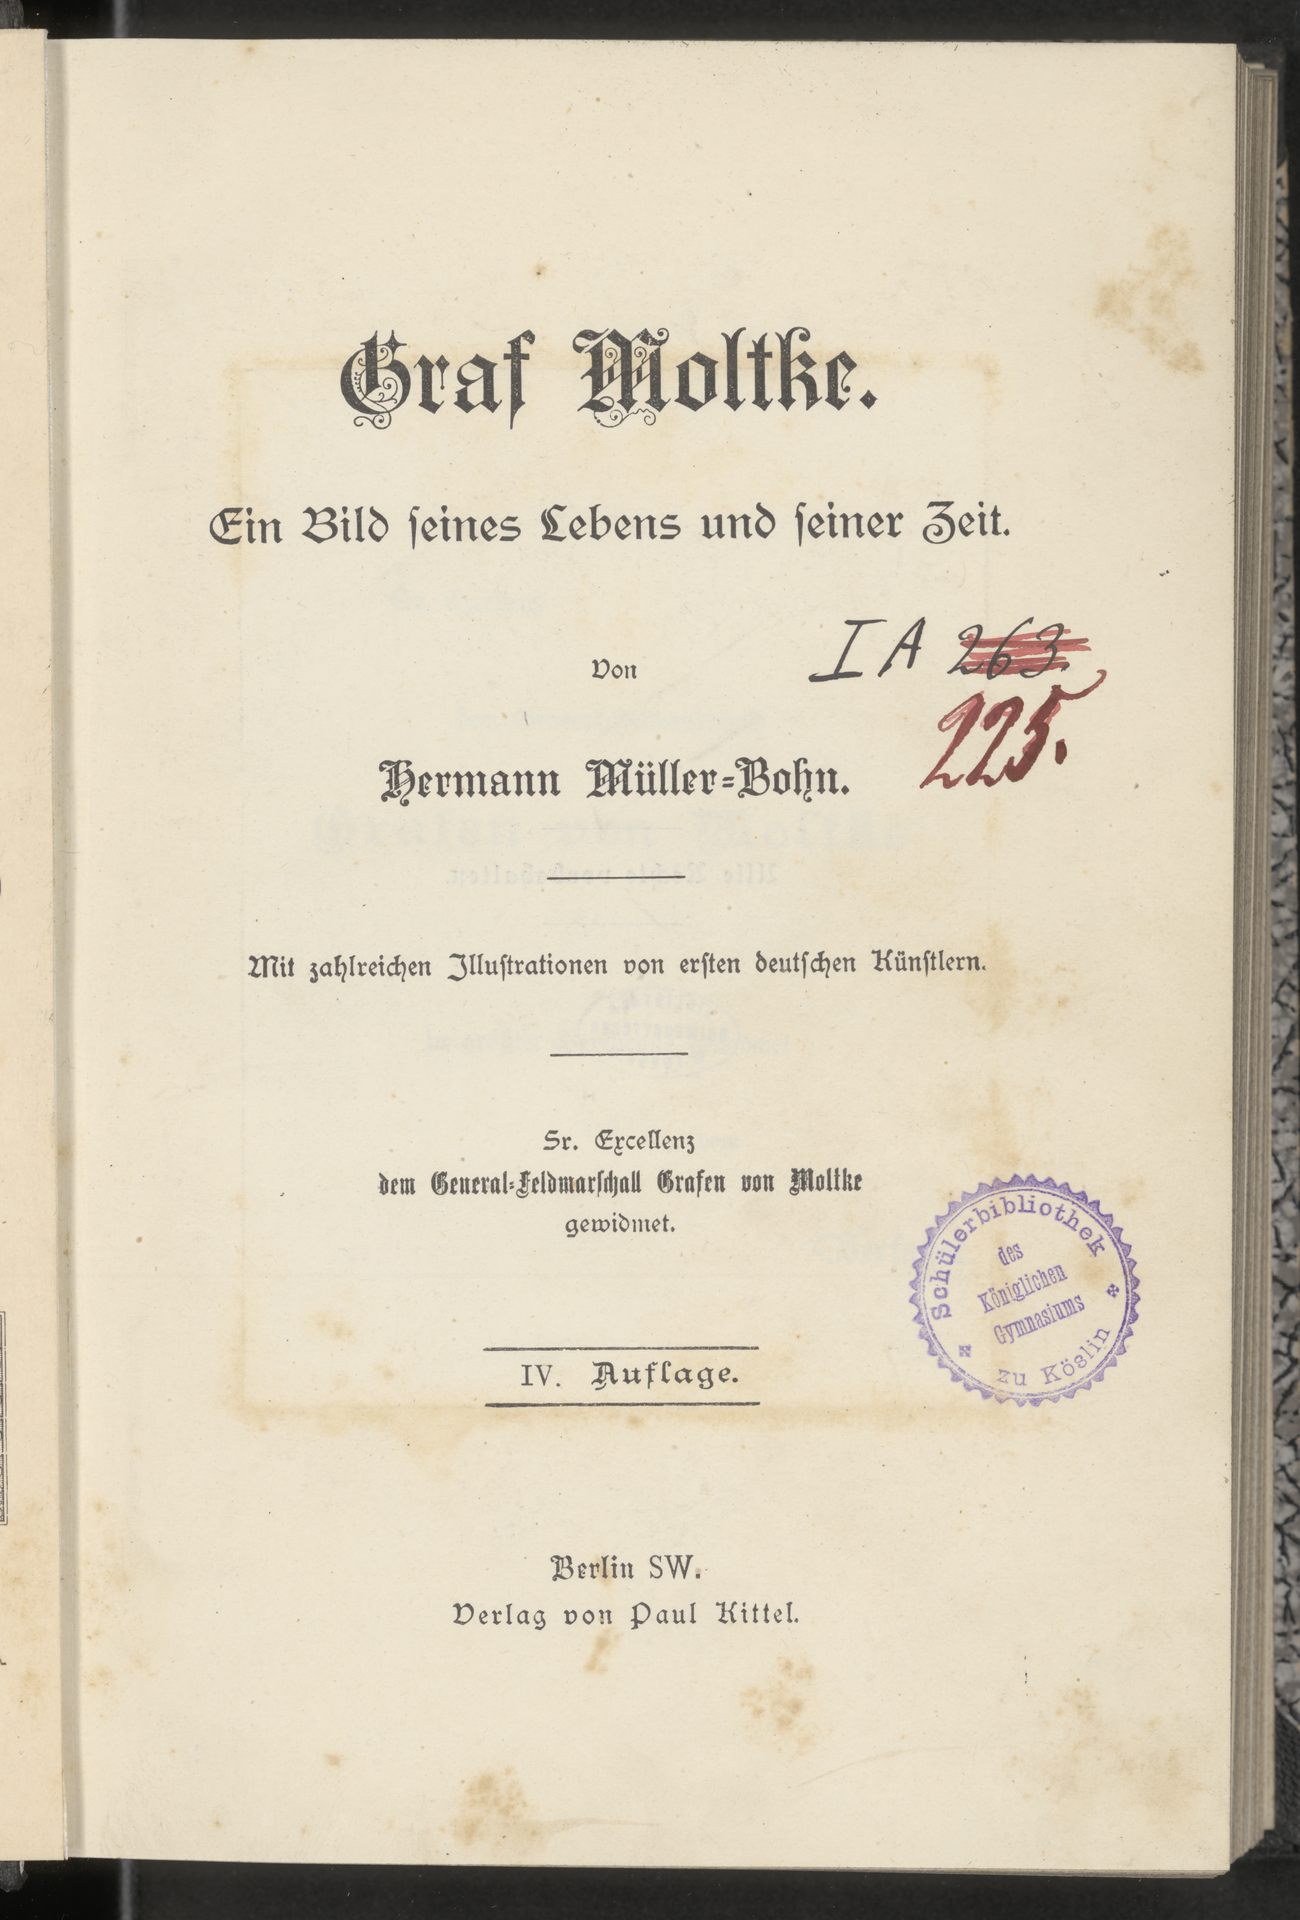 Graf Moltke.
Ein Bild seines Lebens und seiner Zeit.
Von
I A 263.
225.
Hermann Müller-Bohn.
Mit zahlreichen Illustrationen von ersten deutschen Künstlern.
Sr. Excellenz
dem General-Feldmarschall Grafen von Moltke
gewidmet.
Schülerbibliothek
des
Königlichen
Gymnasiums
zu Köslin
IV. Auflage.
Berlin SW.
Verlag von Paul Kittel.